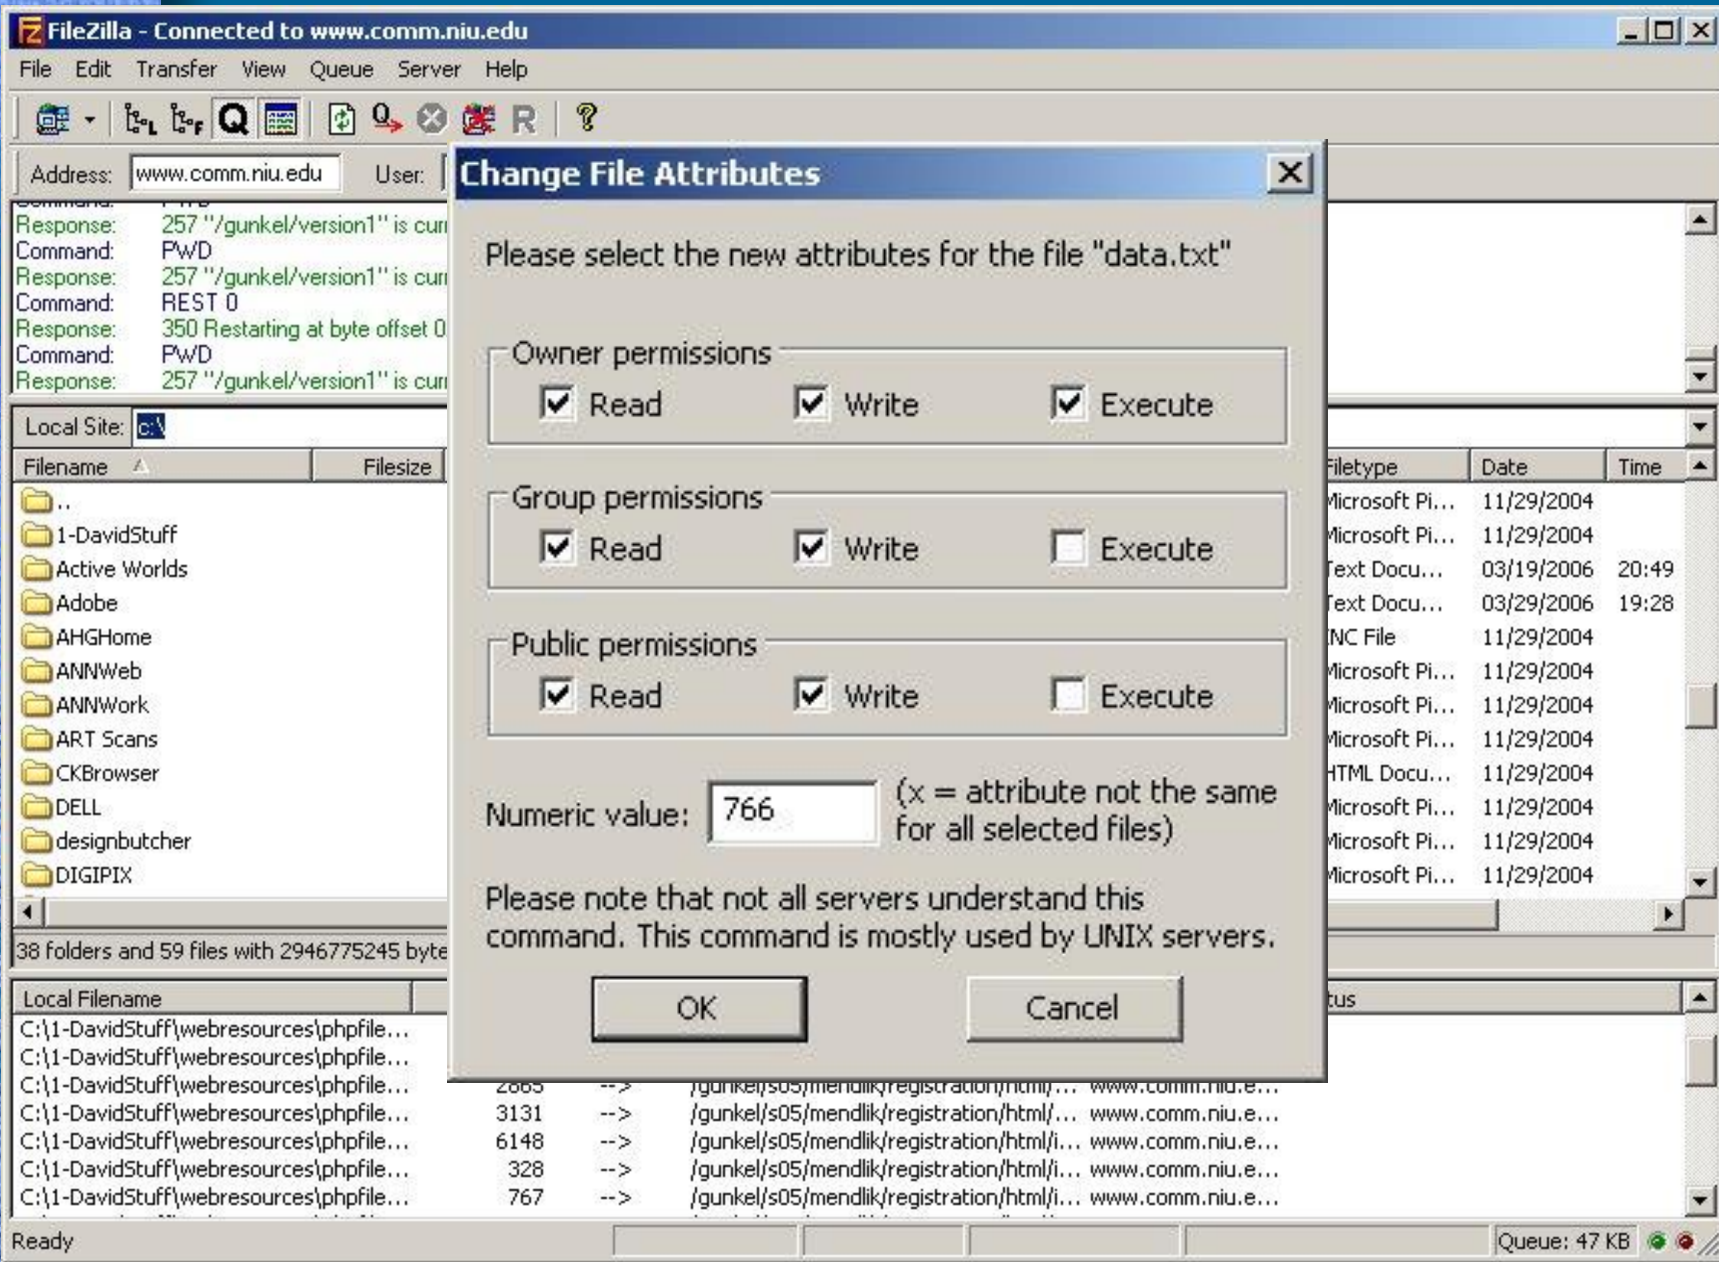 FileZilla - Connected to www.comm.niu.edu
File Edit Transfer View Queue Server Help
Address: www.comm.niu.edu User:
Response: 257 "/gunkel/version1" is
Command: PWD
Response: 257 "/gunkel/version1" is
Command: REST 0
Response: 350 Restarting at byte offset 0
Command: PWD
Response: 257 "/gunkel/version1" is
Local Site: c:\
Filename Filesize
..
1-DavidStuff
Active Worlds
Adobe
AHGHome
ANNWeb
ANNWork
ART Scans
CKBrowser
DELL
designbutcher
DIGIPIX
38 folders and 59 files with 2946775245
Change File Attributes
Please select the new attributes for the file "data.txt"
Owner permissions
Read Write Execute
Group permissions
Read Write Execute
Public permissions
Read Write Execute
Numeric value: 766 (x = attribute not the same
for all selected files)
Please note that not all servers understand this
command. This command is mostly used by UNIX servers.
OK Cancel
Filetype Date Time
Microsoft Pi... 11/29/2004
Microsoft Pi... 11/29/2004
Text Docu... 03/19/2006 20:49
Text Docu... 03/29/2006 19:28
INC File 11/29/2004
Microsoft Pi... 11/29/2004
Microsoft Pi... 11/29/2004
Microsoft Pi... 11/29/2004
HTML Docu... 11/29/2004
Microsoft Pi... 11/29/2004
Microsoft Pi... 11/29/2004
Microsoft Pi... 11/29/2004
Local Filename
C:\1-DavidStuff\webresources\phpfile...
C:\1-DavidStuff\webresources\phpfile...
C:\1-DavidStuff\webresources\phpfile... 2865 --> /gunkel/s05/mendlik/registration/html/... www.comm.niu.e...
C:\1-DavidStuff\webresources\phpfile... 3131 --> /gunkel/s05/mendlik/registration/html/... www.comm.niu.e...
C:\1-DavidStuff\webresources\phpfile... 6148 --> /gunkel/s05/mendlik/registration/html/i... www.comm.niu.e...
C:\1-DavidStuff\webresources\phpfile... 328 --> /gunkel/s05/mendlik/registration/html/i... www.comm.niu.e...
C:\1-DavidStuff\webresources\phpfile... 767 --> /gunkel/s05/mendlik/registration/html/i... www.comm.niu.e...
Ready Queue: 47 KB